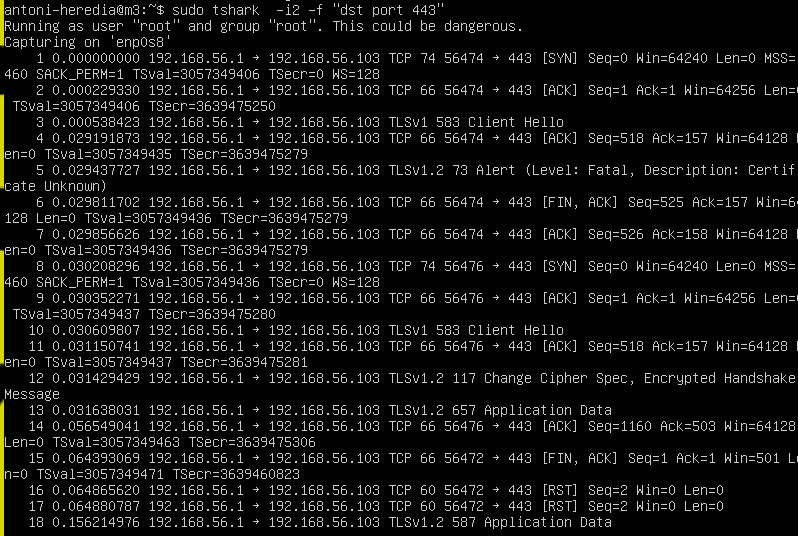 antoni-heredia@m3:~$ sudo tshark  -i2 -f "dst port 443"
Running as user "root" and group "root". This could be dangerous.
Capturing on 'enp0s8'
    1 0.000000000 192.168.56.1 → 192.168.56.103 TCP 74 56474 → 443 [SYN] Seq=0 Win=64240 Len=0 MSS=
460 SACK_PERM=1 TSval=3057349406 TSecr=0 WS=128
    2 0.000229330 192.168.56.1 → 192.168.56.103 TCP 66 56474 → 443 [ACK] Seq=1 Ack=1 Win=64256 Len=
 TSval=3057349406 TSecr=3639475250
    3 0.000538423 192.168.56.1 → 192.168.56.103 TLSv1 583 Client Hello
    4 0.029191873 192.168.56.1 → 192.168.56.103 TCP 66 56474 → 443 [ACK] Seq=518 Ack=157 Win=64128
en=0 TSval=3057349435 TSecr=3639475279
    5 0.029437727 192.168.56.1 → 192.168.56.103 TLSv1.2 73 Alert (Level: Fatal, Description: Certif
cate Unknown)
    6 0.029811702 192.168.56.1 → 192.168.56.103 TCP 66 56474 → 443 [FIN, ACK] Seq=525 Ack=157 Win=6
128 Len=0 TSval=3057349436 TSecr=3639475279
    7 0.029856626 192.168.56.1 → 192.168.56.103 TCP 66 56474 → 443 [ACK] Seq=526 Ack=158 Win=64128
en=0 TSval=3057349436 TSecr=3639475279
    8 0.030208296 192.168.56.1 → 192.168.56.103 TCP 74 56476 → 443 [SYN] Seq=0 Win=64240 Len=0 MSS=
460 SACK_PERM=1 TSval=3057349436 TSecr=0 WS=128
    9 0.030352271 192.168.56.1 → 192.168.56.103 TCP 66 56476 → 443 [ACK] Seq=1 Ack=1 Win=64256 Len=
 TSval=3057349437 TSecr=3639475280
   10 0.030609807 192.168.56.1 → 192.168.56.103 TLSv1 583 Client Hello
   11 0.031150741 192.168.56.1 → 192.168.56.103 TCP 66 56476 → 443 [ACK] Seq=518 Ack=157 Win=64128
en=0 TSval=3057349437 TSecr=3639475281
   12 0.031429429 192.168.56.1 → 192.168.56.103 TLSv1.2 117 Change Cipher Spec, Encrypted Handshake
Message
   13 0.031638031 192.168.56.1 → 192.168.56.103 TLSv1.2 657 Application Data
   14 0.056549041 192.168.56.1 → 192.168.56.103 TCP 66 56476 → 443 [ACK] Seq=1160 Ack=503 Win=64128
Len=0 TSval=3057349463 TSecr=3639475306
   15 0.064393069 192.168.56.1 → 192.168.56.103 TCP 66 56472 → 443 [FIN, ACK] Seq=1 Ack=1 Win=501 L
n=0 TSval=3057349471 TSecr=3639460823
   16 0.064865620 192.168.56.1 → 192.168.56.103 TCP 60 56472 → 443 [RST] Seq=2 Win=0 Len=0
   17 0.064880787 192.168.56.1 → 192.168.56.103 TCP 60 56472 → 443 [RST] Seq=2 Win=0 Len=0
   18 0.156214976 192.168.56.1 → 192.168.56.103 TLSv1.2 587 Application Data